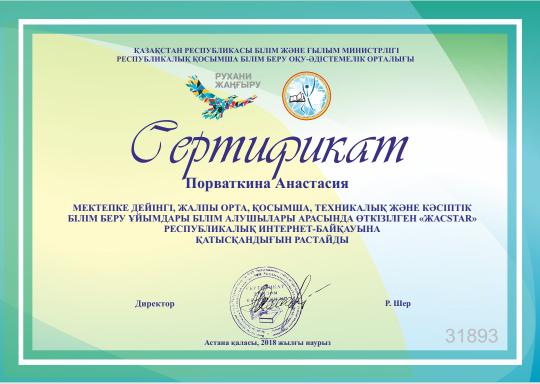 ҚАЗАҚСТАН РЕСПУБЛИКАСЫ БІЛІМ ЖӘНЕ ҒЫЛЫМ МИНИСТРЛІГІ
РЕСПУБЛИКАЛЫҚ ҚОСЫМША БІЛІМ БЕРУ ОҚУ-ӘДІСТЕМЕЛІК ОРТАЛЫҒЫ
РУХАНИ
ЖАҢҒЫРУ
Сертификат
Порваткина Анастасия
МЕКТЕПКЕ ДЕЙІНГІ, ЖАЛПЫ ОРТА, ҚОСЫМША, ТЕХНИКАЛЫҚ ЖӘНЕ КӘСІПТІК
БІЛІМ БЕРУ ҰЙЫМДАРЫ БІЛІМ АЛУШЫЛАРЫ АРАСЫНДА ӨТКІЗІЛГЕН «ЖАСSTAR»
РЕСПУБЛИКАЛЫҚ ИНТЕРНЕТ-БАЙҚАУЫНА
ҚАТЫСҚАНДЫҒЫН РАСТАЙДЫ
СЕРТИФИКАТ
Директор
Р. Шер
31893
Астана қаласы, 2018 жылғы наурыз